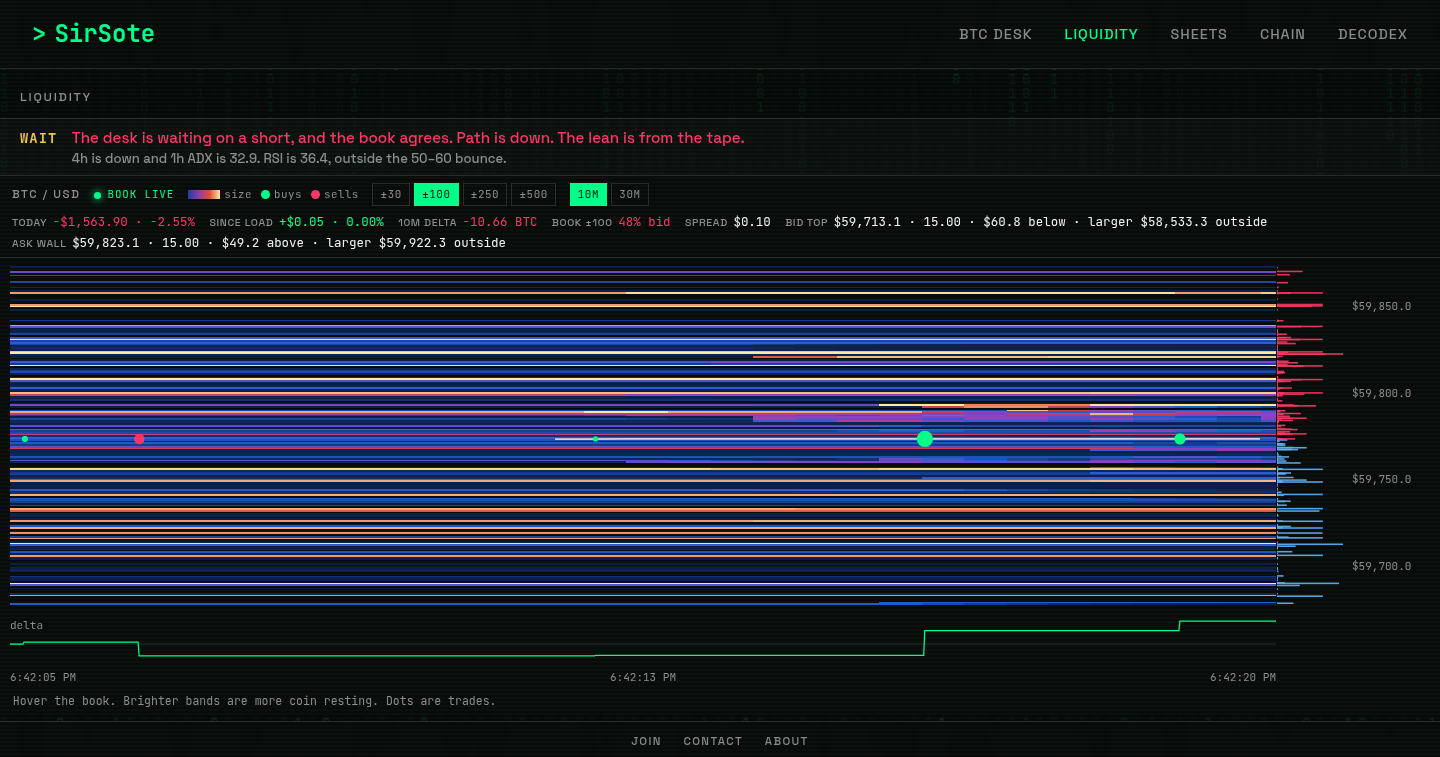 > SirSote
BTC DESK LIQUIDITY SHEETS CHAIN DECODEX
LIQUIDITY
WAIT The desk is waiting on a short, and the book agrees. Path is down. The lean is from the tape.
4h is down and 1h ADX is 32.9. RSI is 36.4, outside the 50–60 bounce.
BTC / USD BOOK LIVE size buys sells ±30 ±100 ±250 ±500 10M 30M
TODAY -$1,563.90 · -2.55% SINCE LOAD +$0.05 · 0.00% 10M DELTA -10.66 BTC BOOK ±100 48% bid SPREAD $0.10 BID TOP $59,713.1 · 15.00 · $60.8 below · larger $58,533.3 outside
ASK WALL $59,823.1 · 15.00 · $49.2 above · larger $59,922.3 outside
$59,850.0
$59,800.0
$59,750.0
$59,700.0
delta
6:42:05 PM 6:42:13 PM 6:42:20 PM
Hover the book. Brighter bands are more coin resting. Dots are trades.
JOIN CONTACT ABOUT